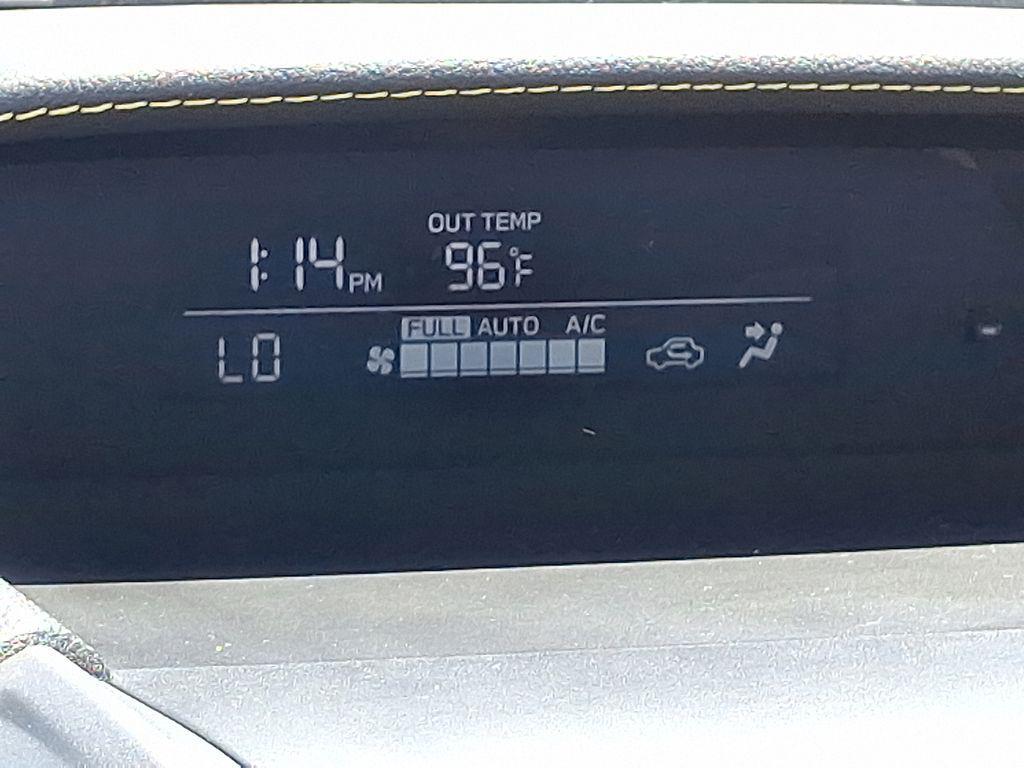 OUT TEMP
1:14 PM 96°F
FULL AUTO A/C
LO